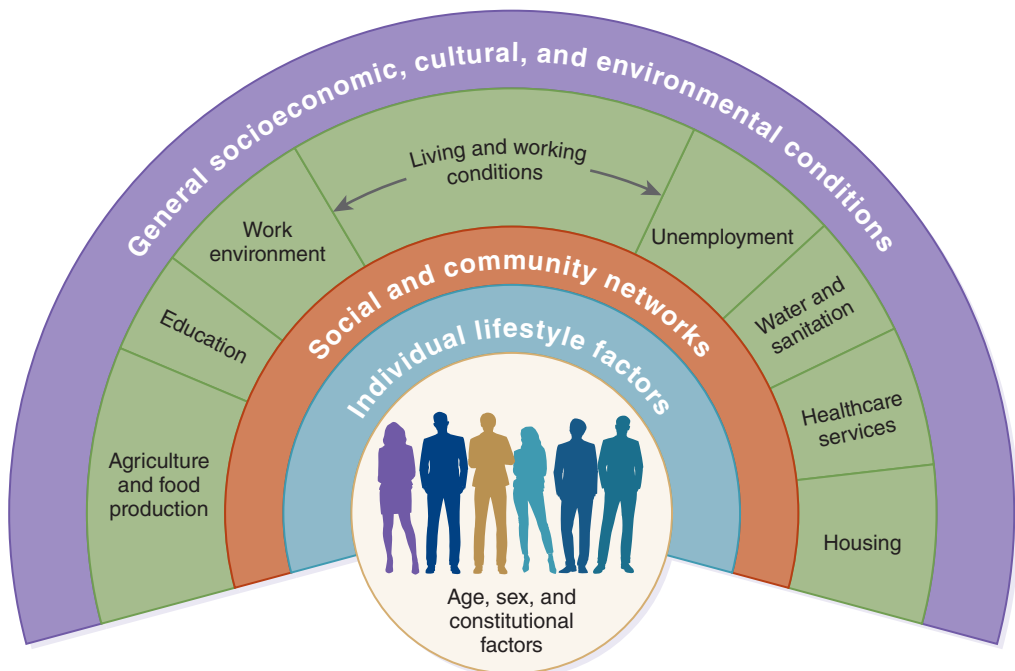 General socioeconomic, cultural, and environmental conditions
Living and working
conditions
Work
environment
Unemployment
Education
Water and
sanitation
Agriculture
and food
production
Healthcare
services
Housing
Social and community networks
Individual lifestyle factors
Age, sex, and
constitutional
factors